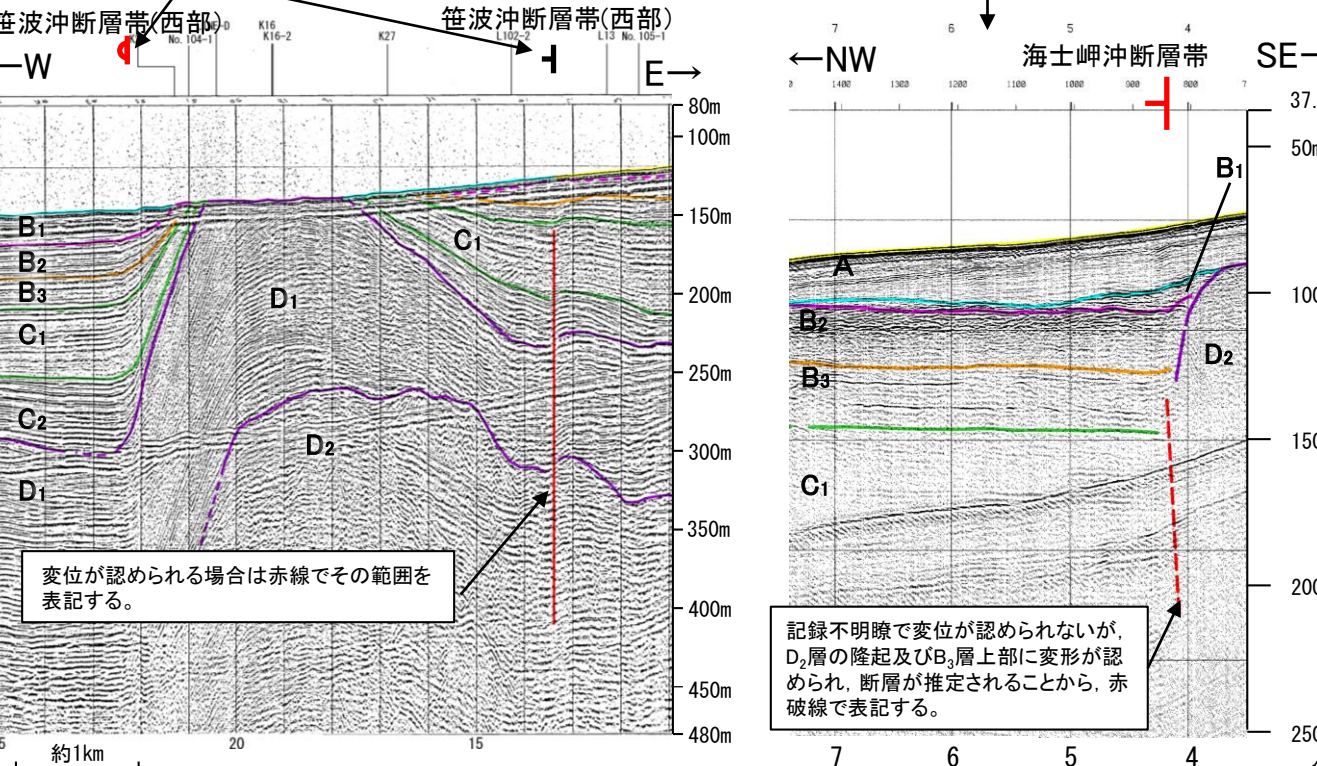 笹波沖断層帯(西部)
笹波沖断層帯(西部)
K16
No. 104-1
K16-2
K27
L102-2
L13
No. 105-1
←W
E→
80m
100m
150m
200m
250m
300m
350m
400m
450m
480m
B1
B2
B3
C1
C2
D1
C1
D1
D2
変位が認められる場合は赤線でその範囲を
表記する。
20
15
約1km
7
6
5
4
←NW
海士岬沖断層帯
SE
1400
1300
1200
1100
1000
900
800
37.
50m
100
150
200
250
A
B1
B2
B3
C1
D2
記録不明瞭で変位が認められないが,
D2層の隆起及びB3層上部に変形が認
められ,断層が推定されることから,赤
破線で表記する。
7
6
5
4